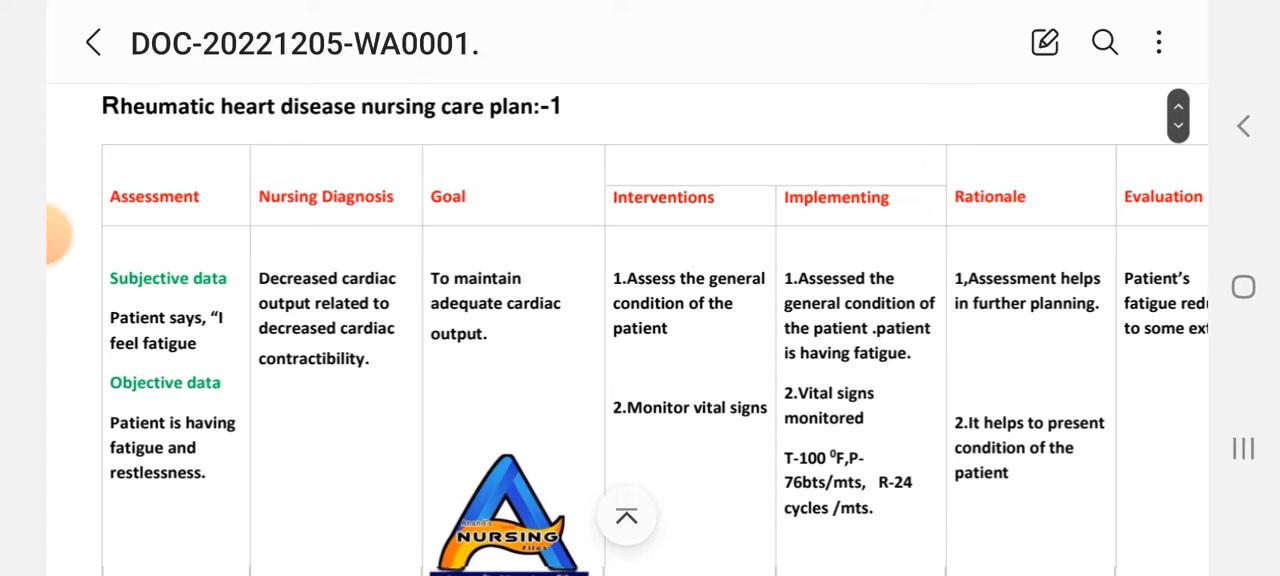 DOC-20221205-WA0001.
Rheumatic heart disease nursing care plan:-1
Assessment
Nursing Diagnosis
Goal
Interventions
Implementing
Rationale
Evaluation
Subjective data
Patient says, “I
feel fatigue
Objective data
Patient is having
fatigue and
restlessness.
Decreased cardiac
output related to
decreased cardiac
contractibility.
To maintain
adequate cardiac
output.
1.Assess the general
condition of the
patient
2.Monitor vital signs
1.Assessed the
general condition of
the patient .patient
is having fatigue.
2.Vital signs
monitored
T-100 ⁰F,P-
76bts/mts, R-24
cycles /mts.
1,Assessment helps
in further planning.
2.It helps to present
condition of the
patient
Patient’s
fatigue
to some
Anand's
NURSING
Files